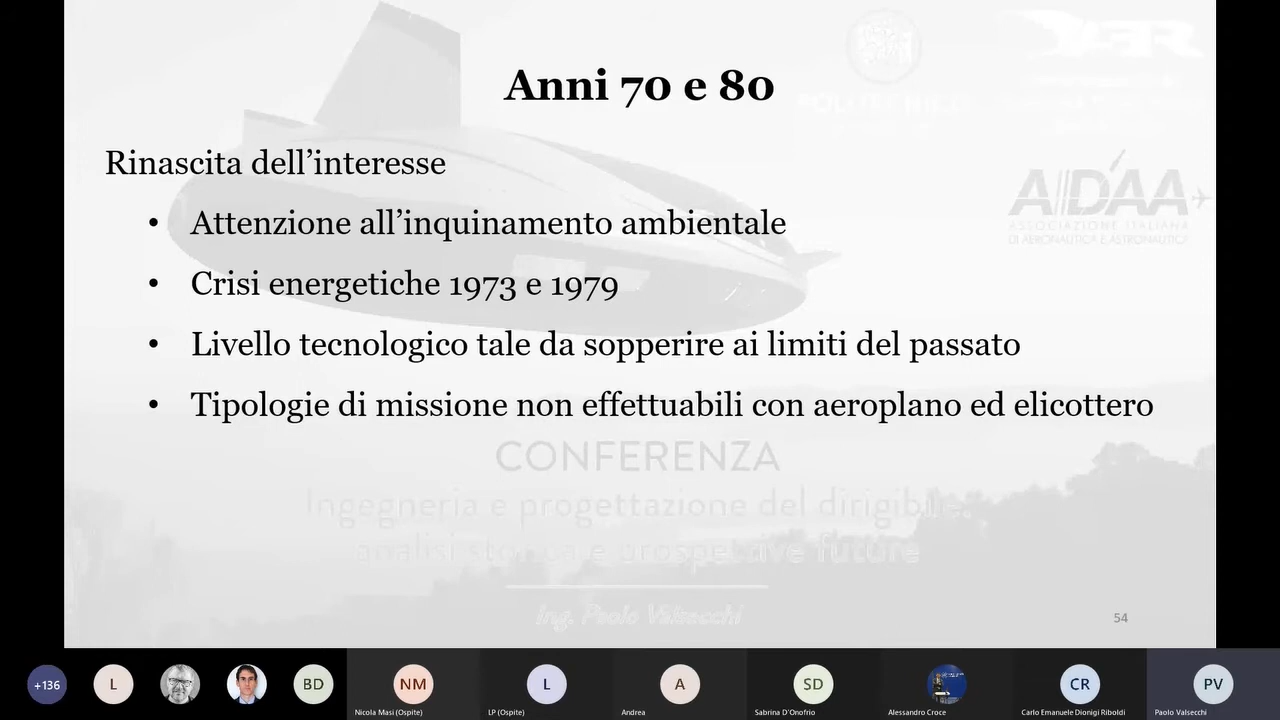 Anni 70 e 80
Rinascita dell’interesse
• Attenzione all’inquinamento ambientale
• Crisi energetiche 1973 e 1979
• Livello tecnologico tale da sopperire ai limiti del passato
• Tipologie di missione non effettuabili con aeroplano ed elicottero
AIDAA
ASSOCIAZIONE ITALIANA
DI AERONAUTICA E ASTRONAUTICA
CONFERENZA
Ingegneria e progettazione del dirigibile,
analisi storica e prospettive future
Ing. Paolo Valsecchi
54
+136
L
BD
NM
L
A
SD
CR
PV
Nicola Masi (Ospite)
LP (Ospite)
Andrea
Sabrina D'Onofrio
Alessandro Croce
Carlo Emanuele Dionigi Riboldi
Paolo Valsecchi